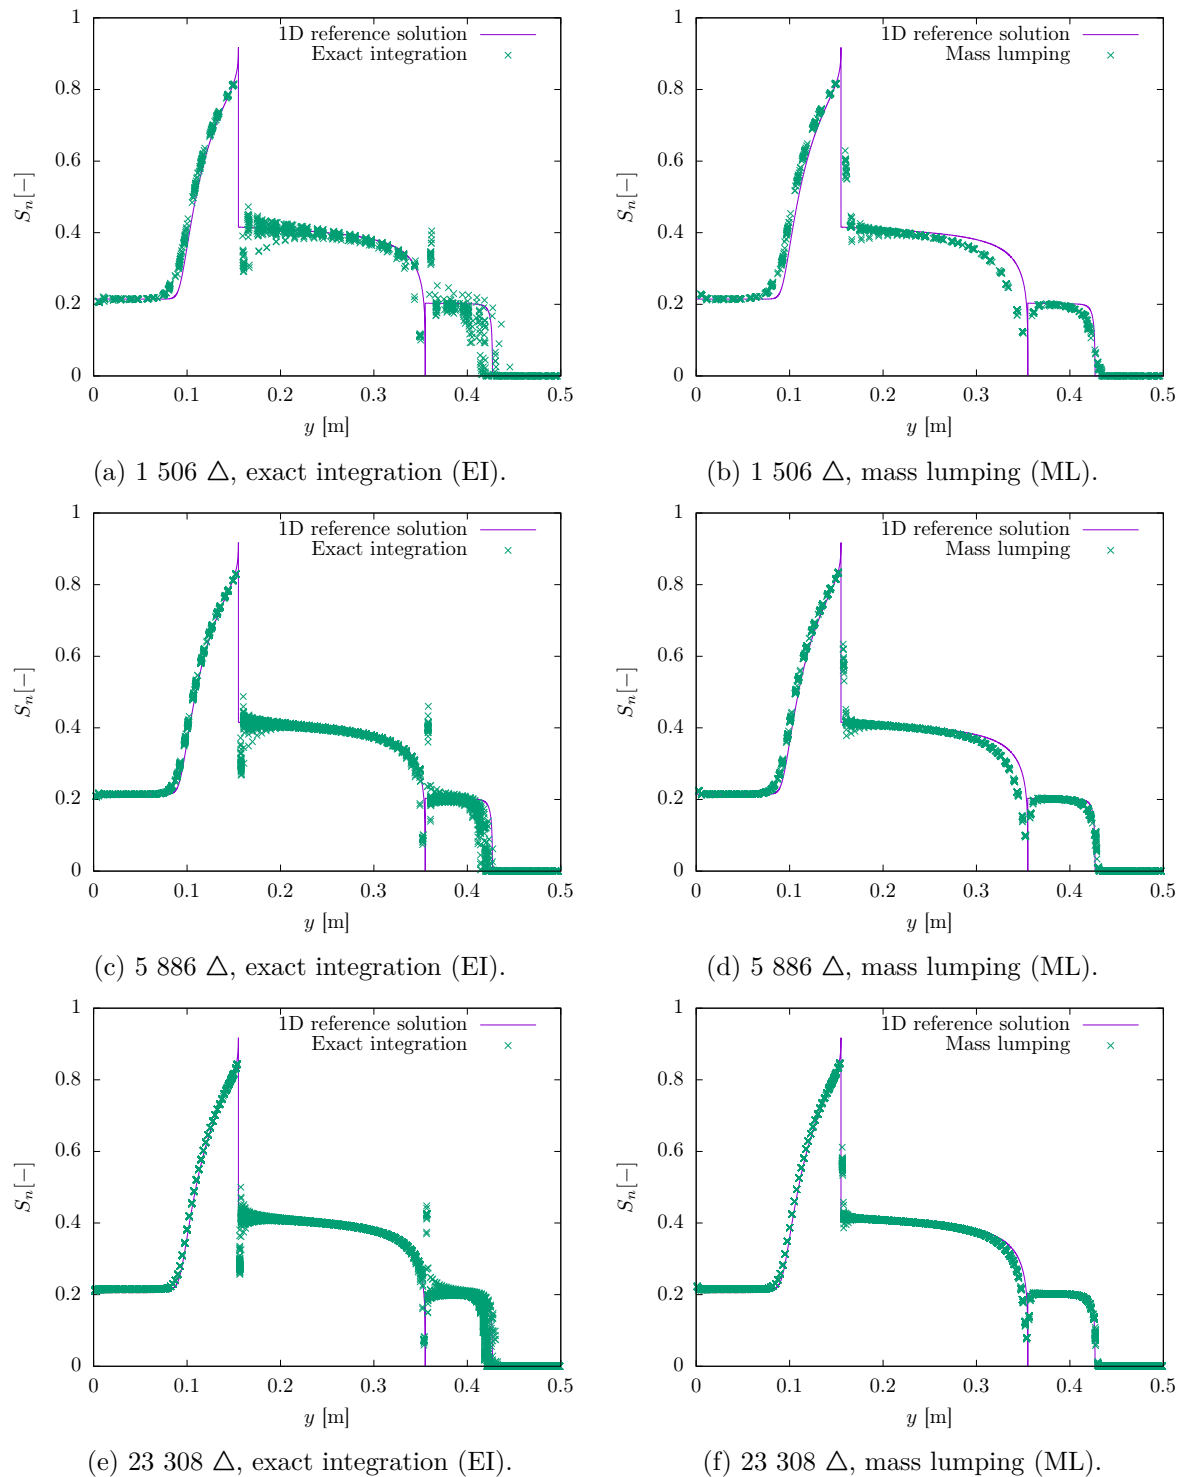 1D reference solution
Exact integration
S_n[−]
1
0.8
0.6
0.4
0.2
0
0 0.1 0.2 0.3 0.4 0.5
y [m]
(a) 1 506 △, exact integration (EI).
1D reference solution
Mass lumping
S_n[−]
1
0.8
0.6
0.4
0.2
0
0 0.1 0.2 0.3 0.4 0.5
y [m]
(b) 1 506 △, mass lumping (ML).
1D reference solution
Exact integration
S_n[−]
1
0.8
0.6
0.4
0.2
0
0 0.1 0.2 0.3 0.4 0.5
y [m]
(c) 5 886 △, exact integration (EI).
1D reference solution
Mass lumping
S_n[−]
1
0.8
0.6
0.4
0.2
0
0 0.1 0.2 0.3 0.4 0.5
y [m]
(d) 5 886 △, mass lumping (ML).
1D reference solution
Exact integration
S_n[−]
1
0.8
0.6
0.4
0.2
0
0 0.1 0.2 0.3 0.4 0.5
y [m]
(e) 23 308 △, exact integration (EI).
1D reference solution
Mass lumping
S_n[−]
1
0.8
0.6
0.4
0.2
0
0 0.1 0.2 0.3 0.4 0.5
y [m]
(f) 23 308 △, mass lumping (ML).